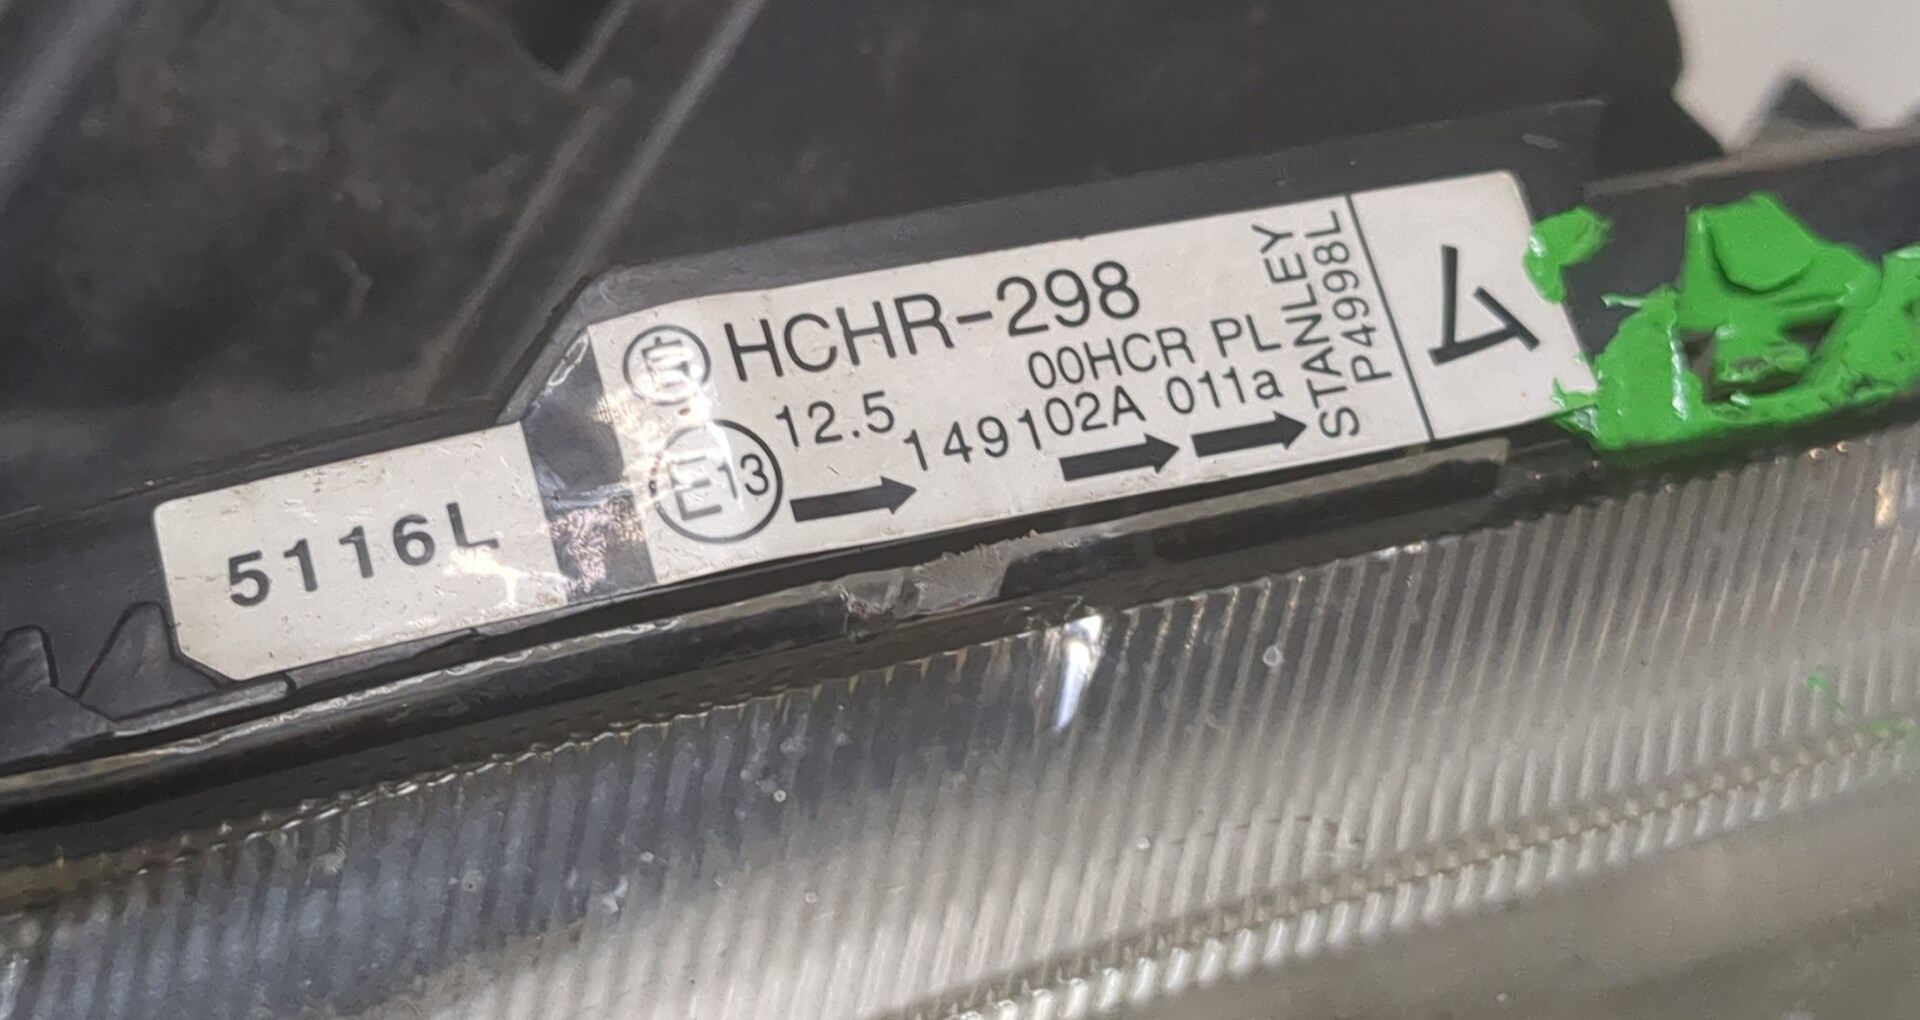 5116L
HCHR-298
E13
12.5
00HCR PL
149102A 011a
STANLEY
P4998L